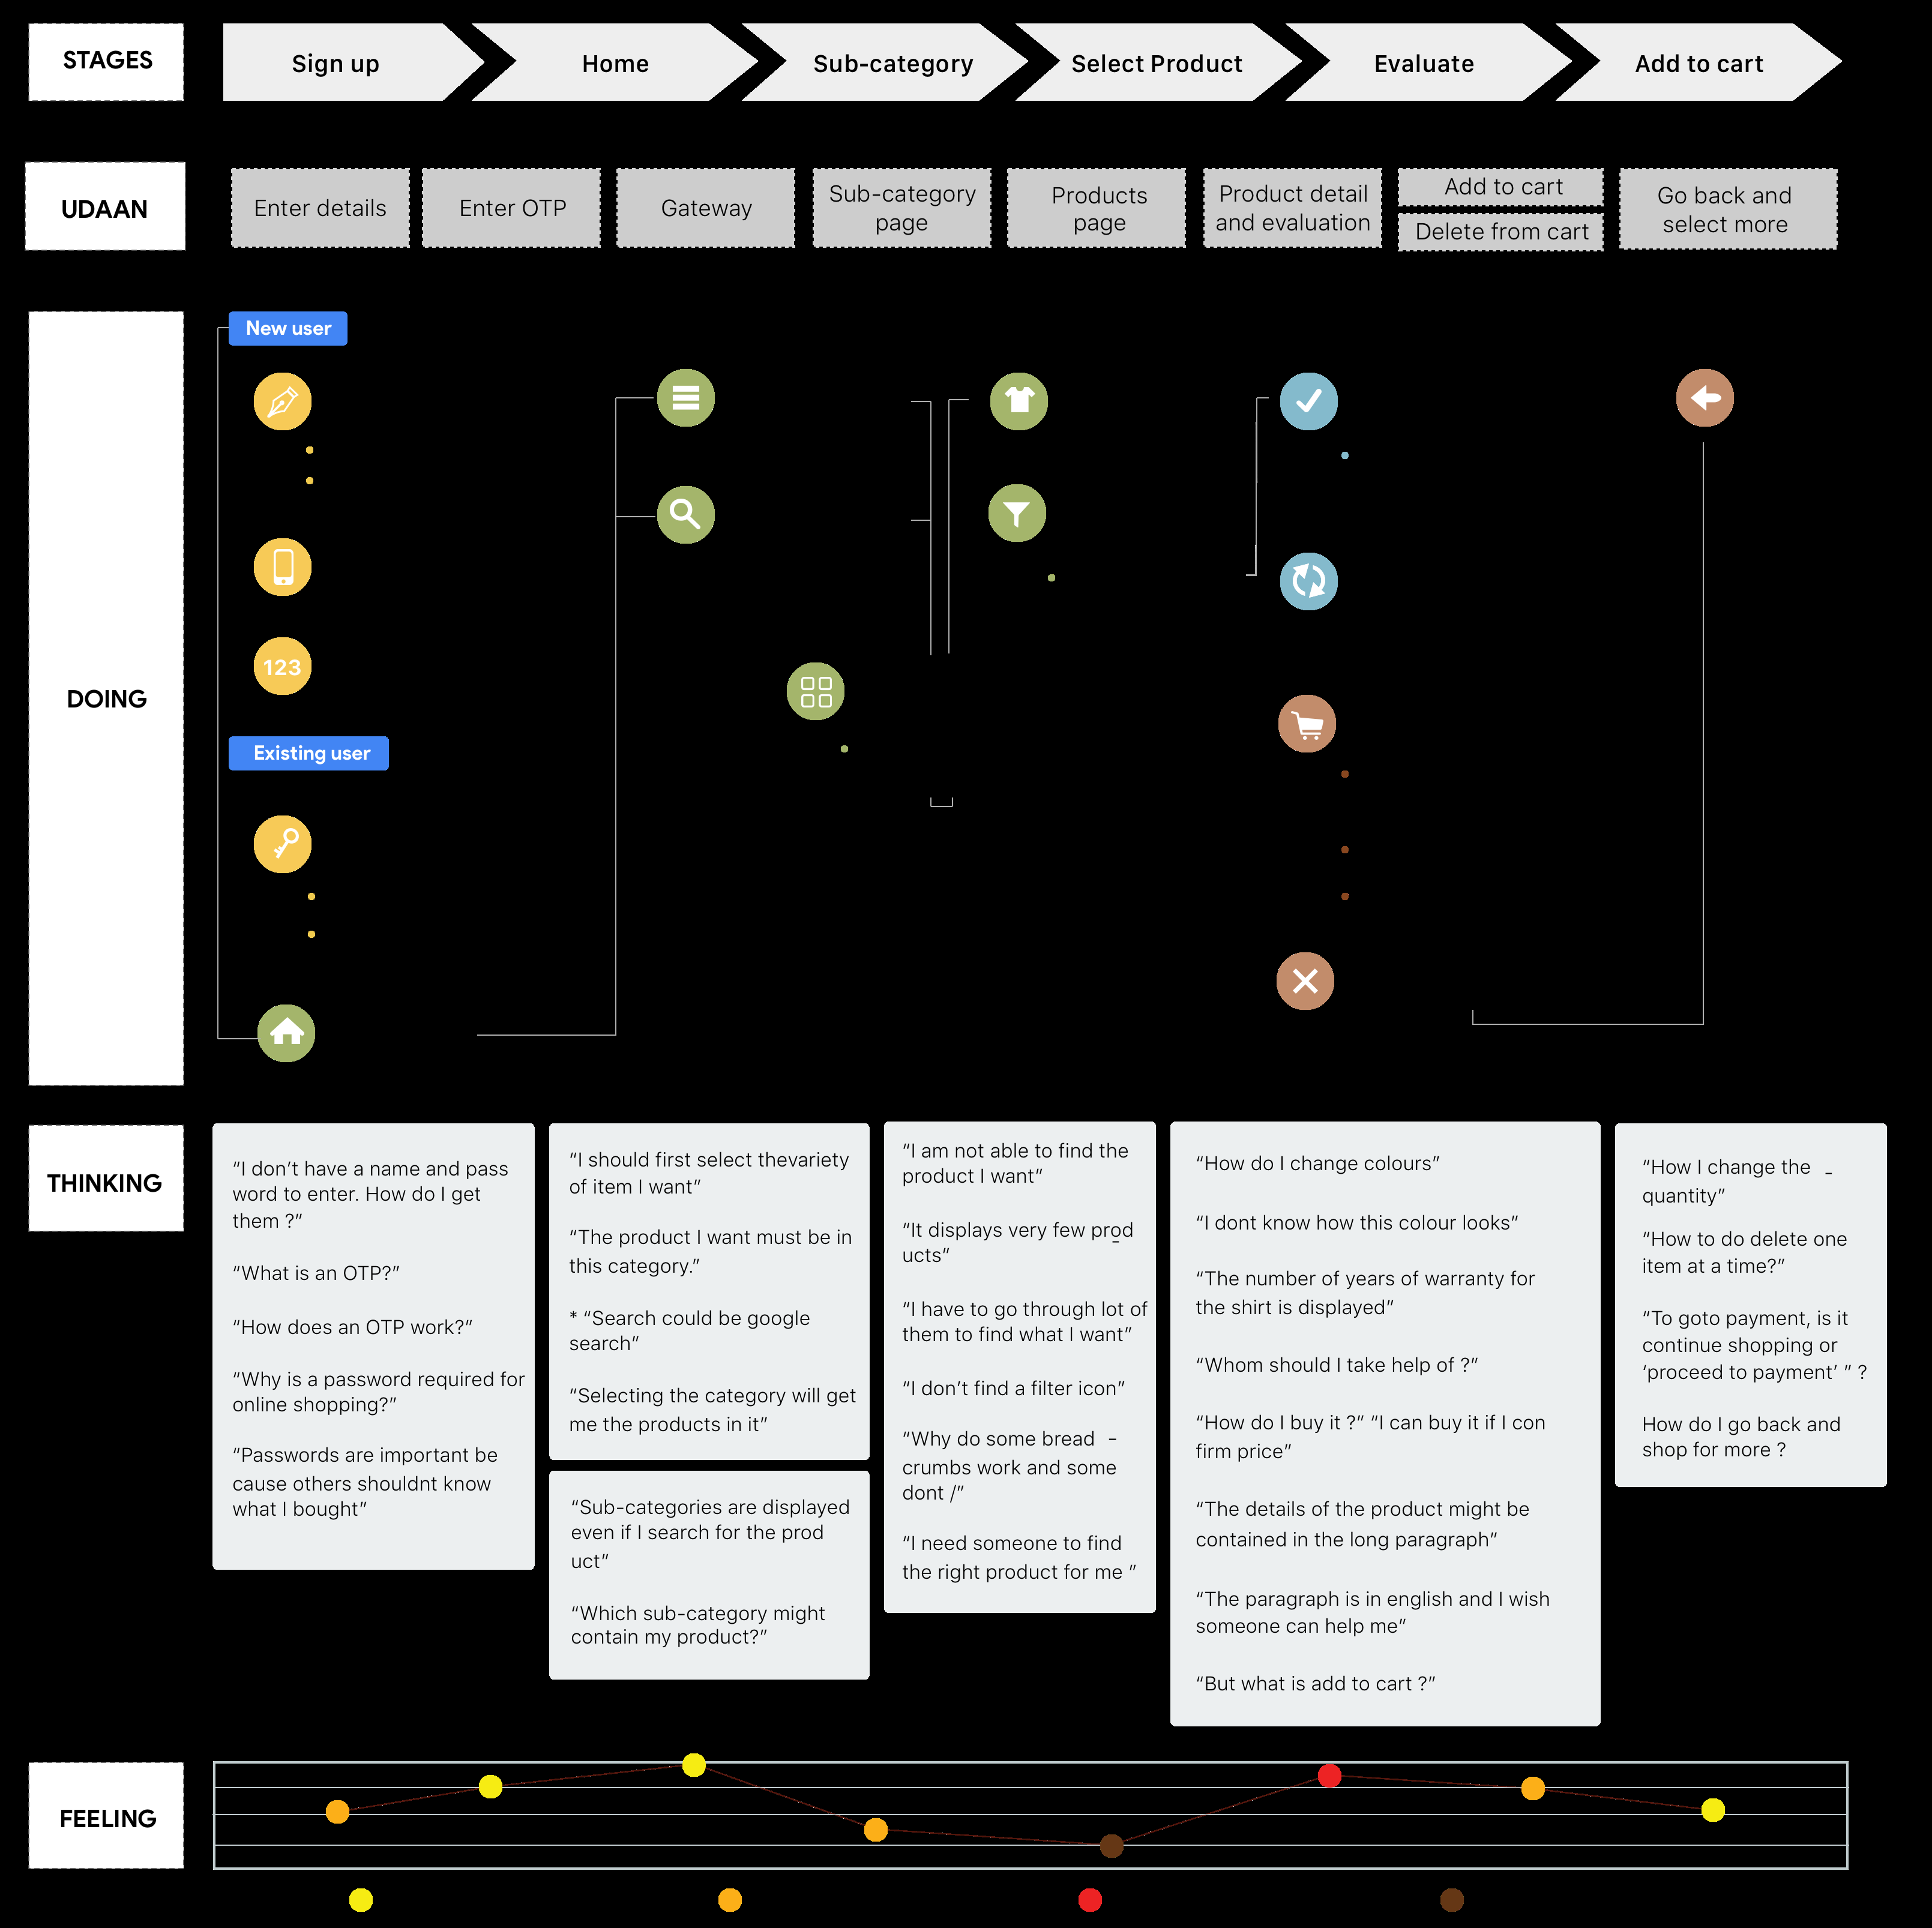 STAGES
Sign up
Home
Sub-category
Select Product
Evaluate
Add to cart
UDAAN
Enter details
Enter OTP
Gateway
Sub-category
page
Products
page
Product detail
and evaluation
Add to cart
Delete from cart
Go back and
select more
DOING
New user
123
Existing user
THINKING
“I don’t have a name and pass
word to enter. How do I get
them ?”
“What is an OTP?”
“How does an OTP work?”
“Why is a password required for
online shopping?”
“Passwords are important be
cause others shouldnt know
what I bought”
“I should first select thevariety
of item I want”
“The product I want must be in
this category.”
* “Search could be google
search”
“Selecting the category will get
me the products in it”
“Sub-categories are displayed
even if I search for the prod
uct”
“Which sub-category might
contain my product?”
“I am not able to find the
product I want”
“It displays very few prod
-
ucts”
“I have to go through lot of
them to find what I want”
“I don’t find a filter icon”
“Why do some bread -
crumbs work and some
dont /”
“I need someone to find
the right product for me ”
“How do I change colours”
“I dont know how this colour looks”
“The number of years of warranty for
the shirt is displayed”
“Whom should I take help of ?”
“How do I buy it ?” “I can buy it if I con
firm price”
“The details of the product might be
contained in the long paragraph”
“The paragraph is in english and I wish
someone can help me”
“But what is add to cart ?”
“How I change the -
quantity”
“How to do delete one
item at a time?”
“To goto payment, is it
continue shopping or
‘proceed to payment’ ” ?
How do I go back and
shop for more ?
FEELING